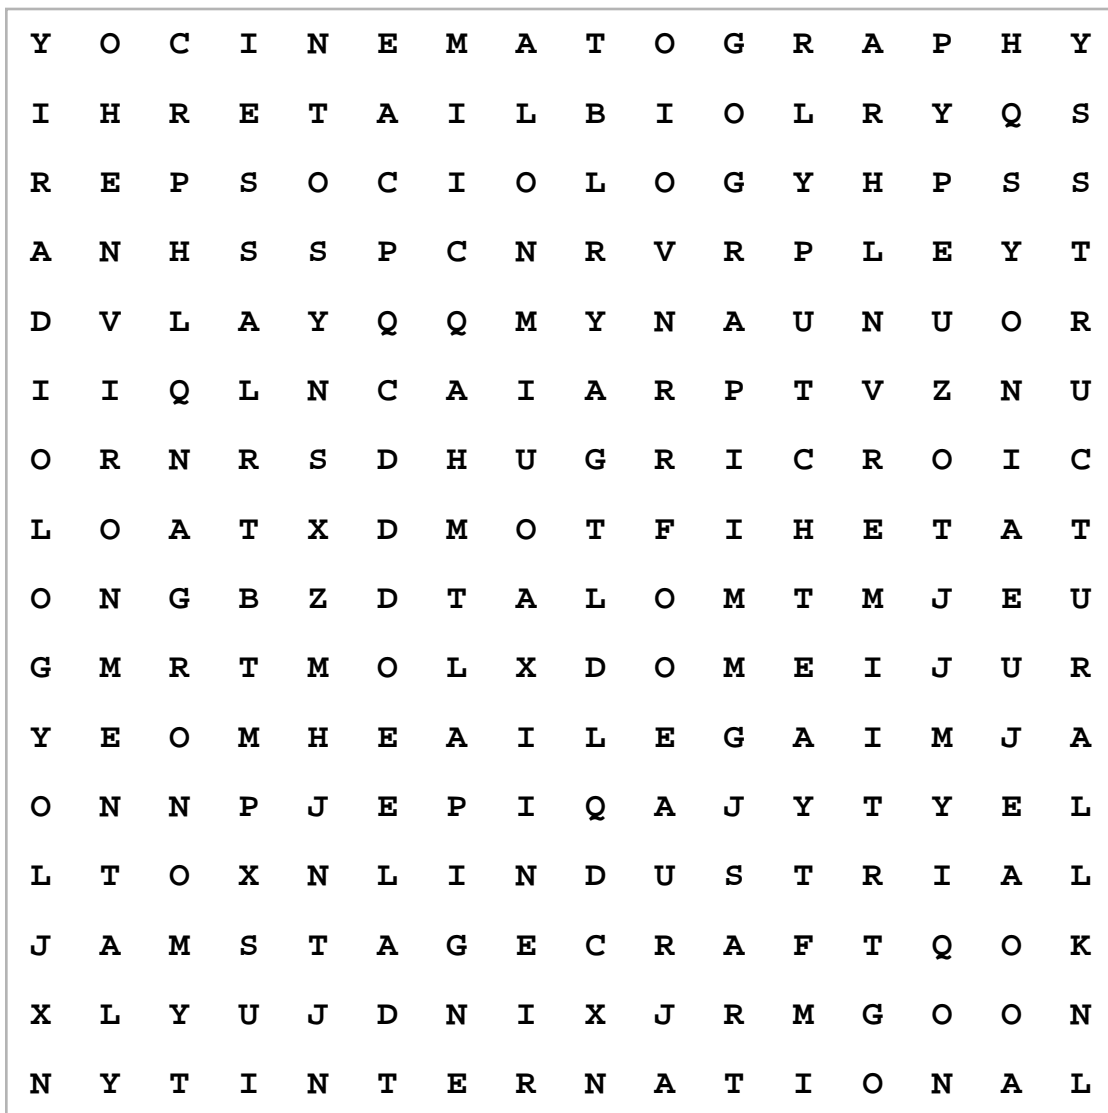 Y O C I N E M A T O G R A P H Y
I H R E T A I L B I O L R Y Q S
R E P S O C I O L O G Y H P S S
A N H S S P C N R V R P L E Y T
D V L A Y Q Q M Y N A U N U O R
I I Q L N C A I A R P T V Z N U
O R N R S D H U G R I C R O I C
L O A T X D M O T F I H E T A T
O N G B Z D T A L O M T M J E U
G M R T M O L X D O M E I J U R
Y E O M H E A I L E G A I M J A
O N N P J E P I Q A J Y T Y E L
L T O X N L I N D U S T R I A L
J A M S T A G E C R A F T Q O K
X L Y U J D N I X J R M G O O N
N Y T I N T E R N A T I O N A L